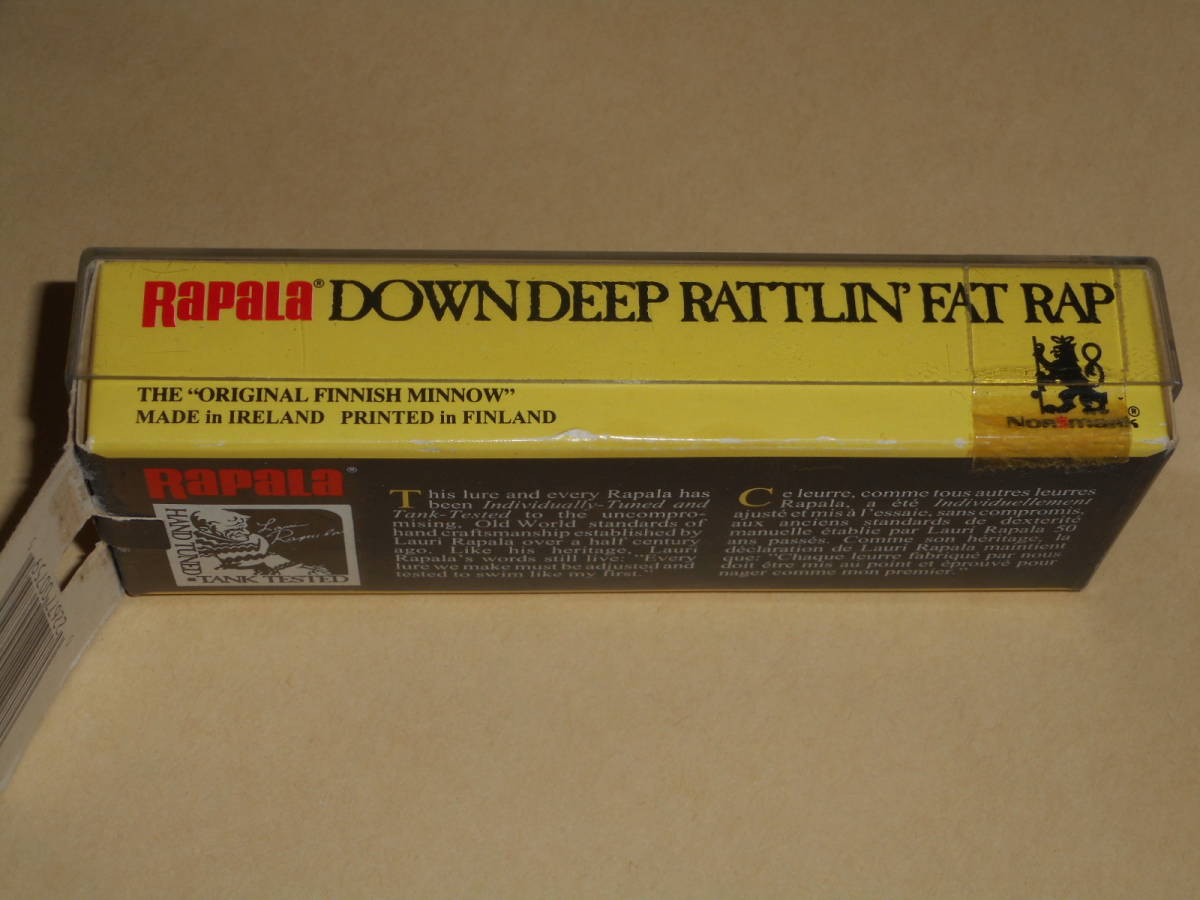 Rapala® DOWN DEEP RATTLIN' FAT RAP
THE "ORIGINAL FINNISH MINNOW"
MADE in IRELAND PRINTED in FINLAND
Normark®
Rapala®
HAND TUNED
Lauri Rapala
TANK TESTED
This lure and every Rapala has
been Individually-Tuned and
Tank-Tested to the uncompro-
mising, Old World standards of
handcraftsmanship established by
Lauri Rapala over a half century
ago. Like his heritage, Lauri
Rapala's words still live: "Every
lure we make must be adjusted and
tested to swim like my first."
Ce leurre, comme tous autres leurres
Rapala, a été Individuellement
ajusté et mis à l'essaie, sans compromis,
aux anciens standards de dextérité
manuelle établie par Lauri Rapala 50
ans passés. Comme son héritage, la
déclaration de Lauri Rapala maintient
vive: "Chaque leurre fabriqué par nous
doit être mis au point et éprouvé pour
nager comme mon premier."